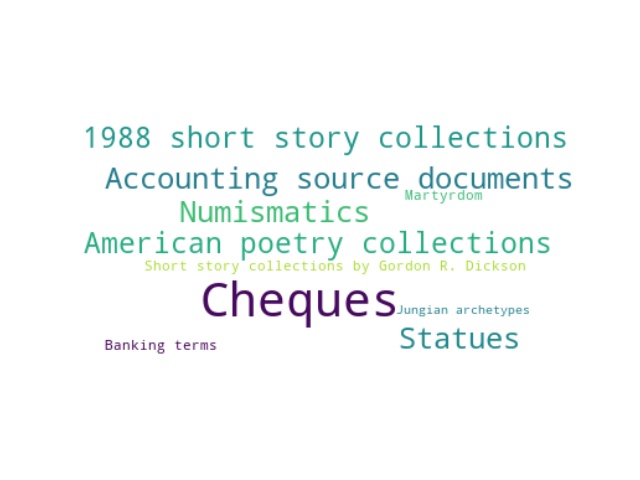 1988 short story collections
Accounting source documents
Martyrdom
Numismatics
American poetry collections
Short story collections by Gordon R. Dickson
Cheques
Jungian archetypes
Statues
Banking terms